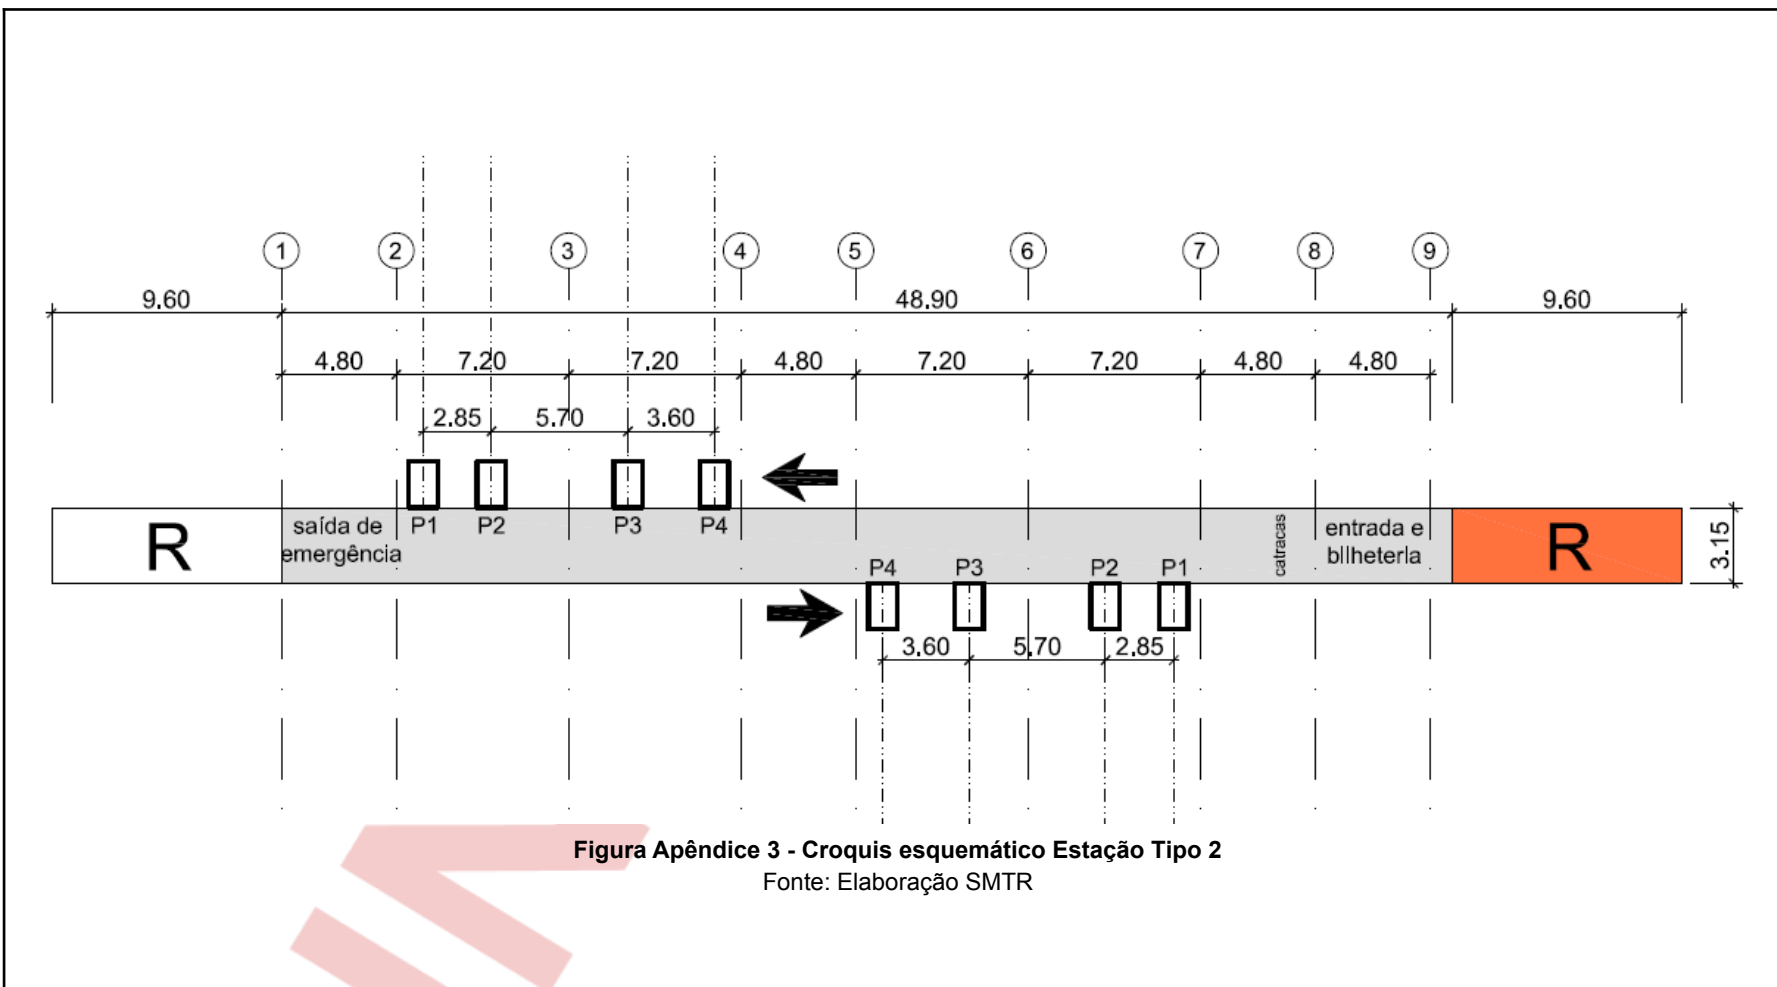 1 2 3 4 5 6 7 8 9
9.60 48.90 9.60
4.80 7.20 7.20 4.80 7.20 7.20 4.80 4.80
2.85 5.70 3.60
R
saída de
emergência
P1 P2 P3 P4
P4 P3 P2 P1
catracas
entrada e
bilheteria
R
3.15
3.60 5.70 2.85
Figura Apêndice 3 - Croquis esquemático Estação Tipo 2
Fonte: Elaboração SMTR